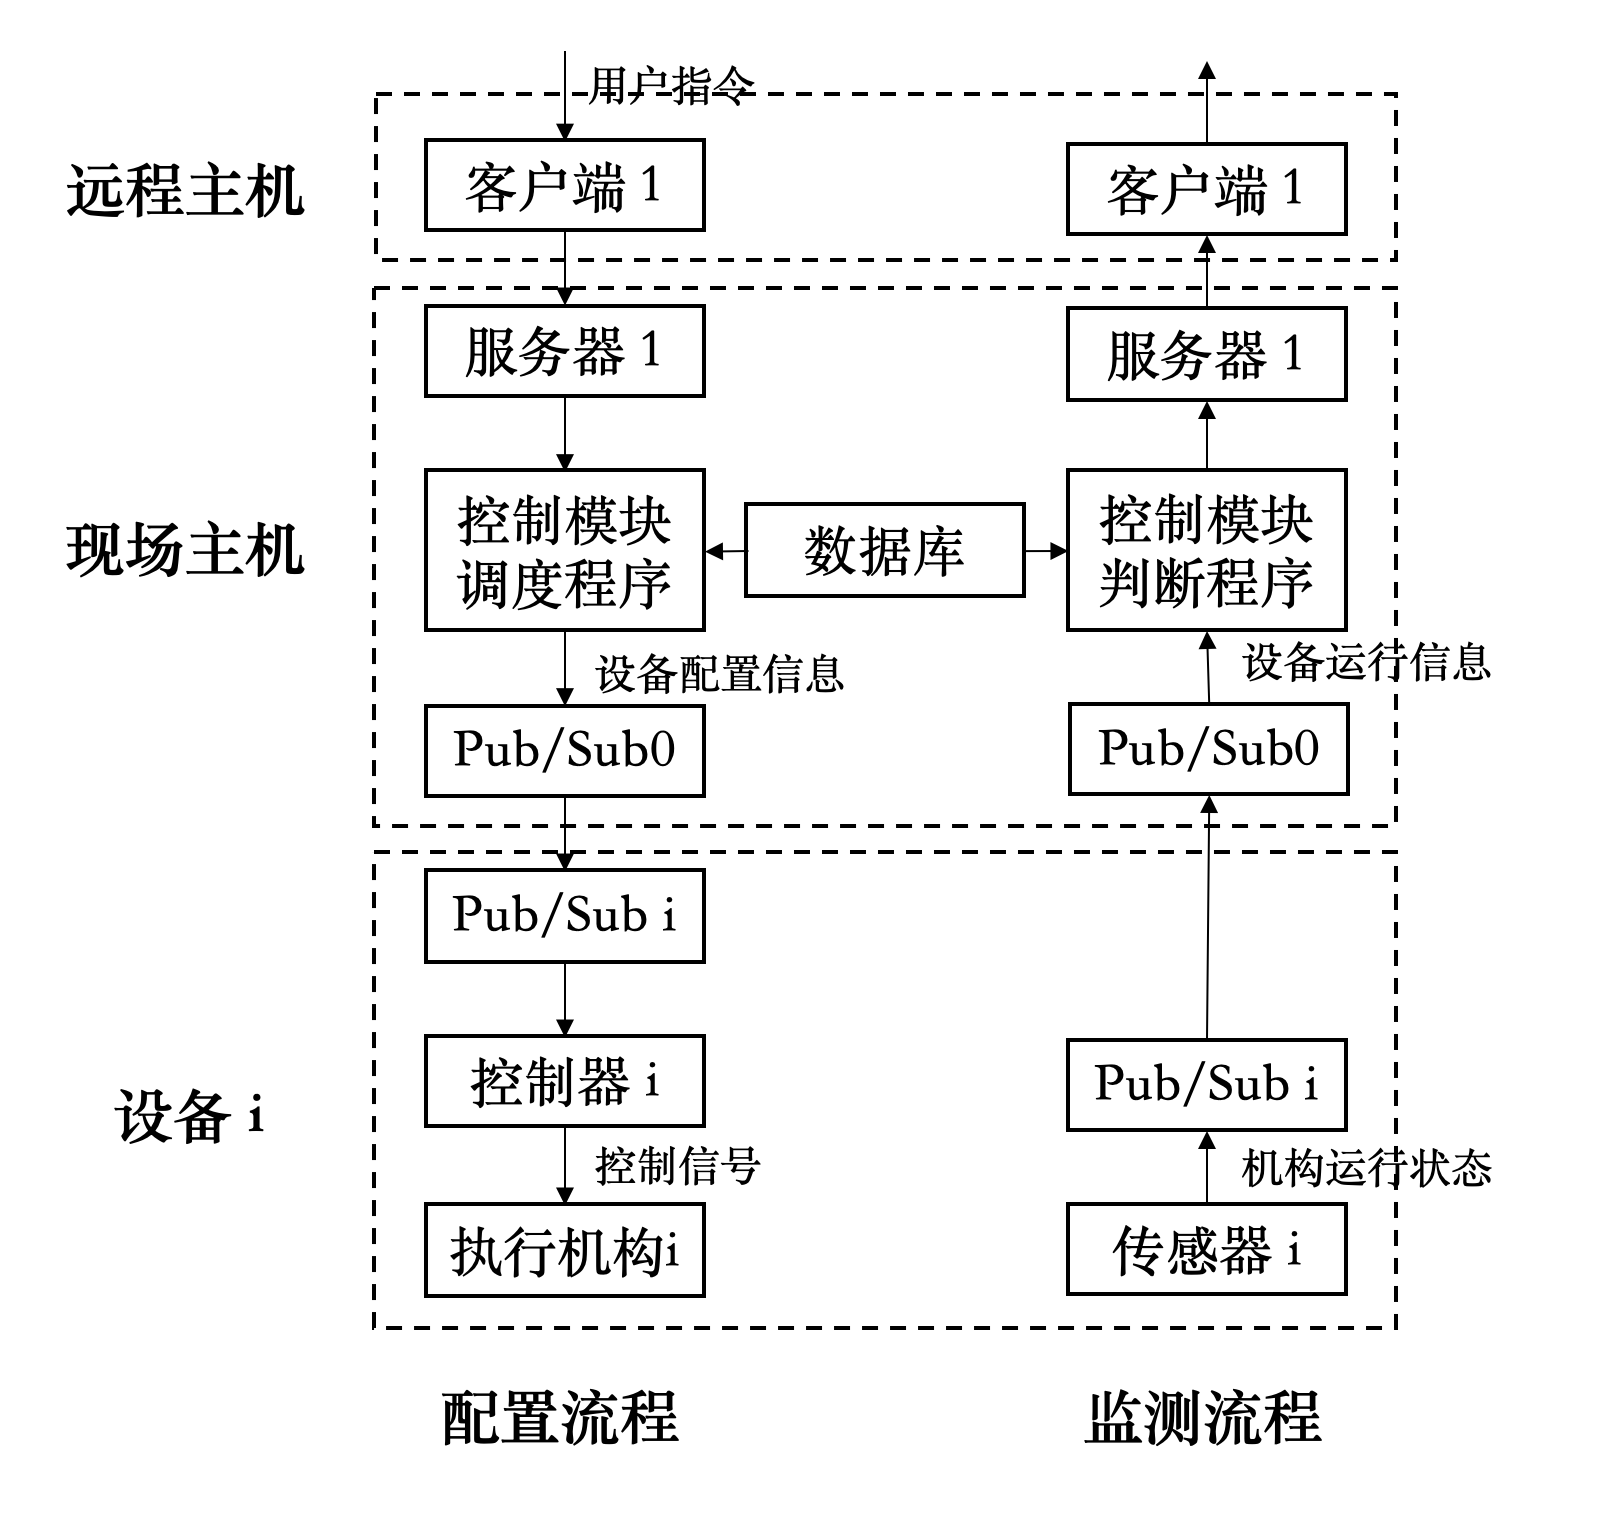 用户指令
远程主机
客户端 1
客户端 1
服务器 1
服务器 1
现场主机
控制模块
调度程序
数据库
控制模块
判断程序
设备配置信息
设备运行信息
Pub/Sub0
Pub/Sub0
Pub/Sub i
设备 i
控制器 i
Pub/Sub i
控制信号
机构运行状态
执行机构i
传感器 i
配置流程
监测流程